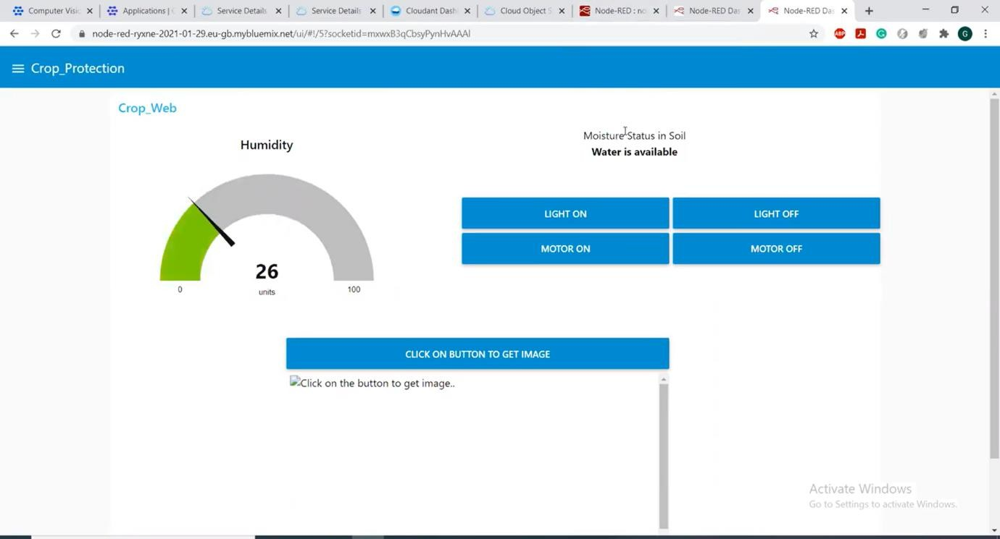 Computer Visi
Applications | C
Service Details
Service Details
Cloudant Dash
Cloud Object S
Node-RED : no
Node-RED Das
Node-RED Das
node-red-ryxne-2021-01-29.eu-gb.mybluemix.net/ui/#!/5?socketid=mxwxB3qCbsyPynHvAAAl
ABP
G
Crop_Protection
Crop_Web
Humidity
Moisture Status in Soil
Water is available
LIGHT ON
LIGHT OFF
MOTOR ON
MOTOR OFF
26
units
0
100
CLICK ON BUTTON TO GET IMAGE
Click on the button to get image..
Activate Windows
Go to Settings to activate Windows.